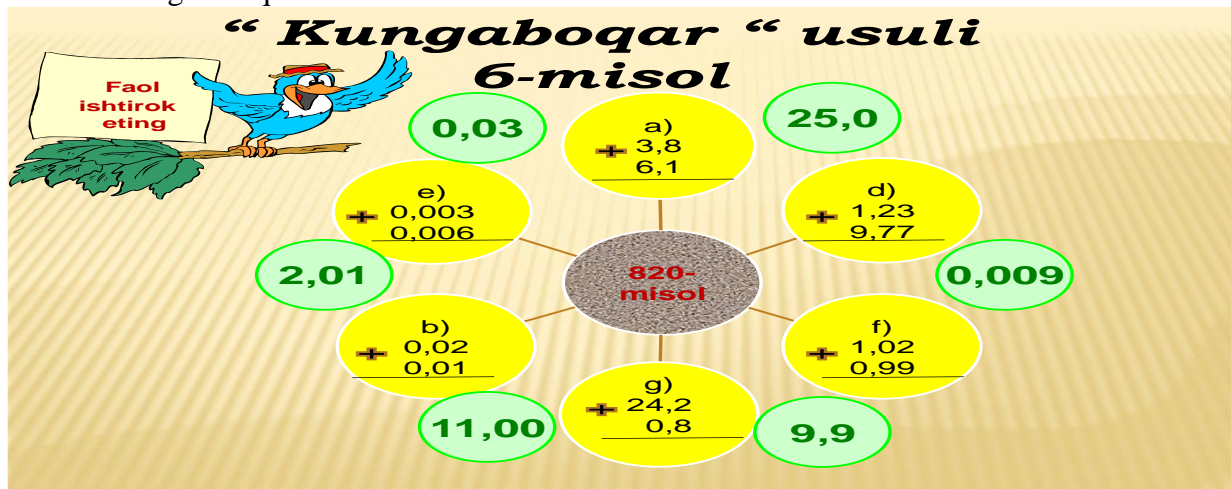 “ Kungaboqar “ usuli
6-misol
Faol
ishtirok
eting
0,03
a)
+ 3,8
6,1
25,0
e)
+ 0,003
0,006
d)
+ 1,23
9,77
2,01
820-
misol
0,009
b)
+ 0,02
0,01
f)
+ 1,02
0,99
g)
+ 24,2
0,8
11,00
9,9